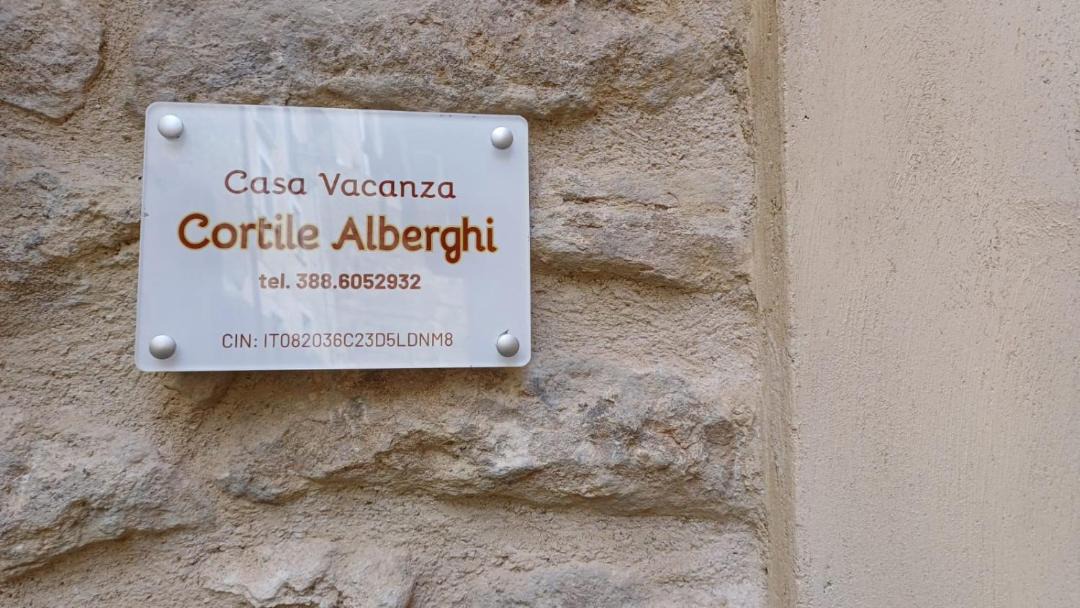 Casa Vacanza
Cortile Alberghi
tel. 388.6052932
CIN: IT082036C23D5LDNM8